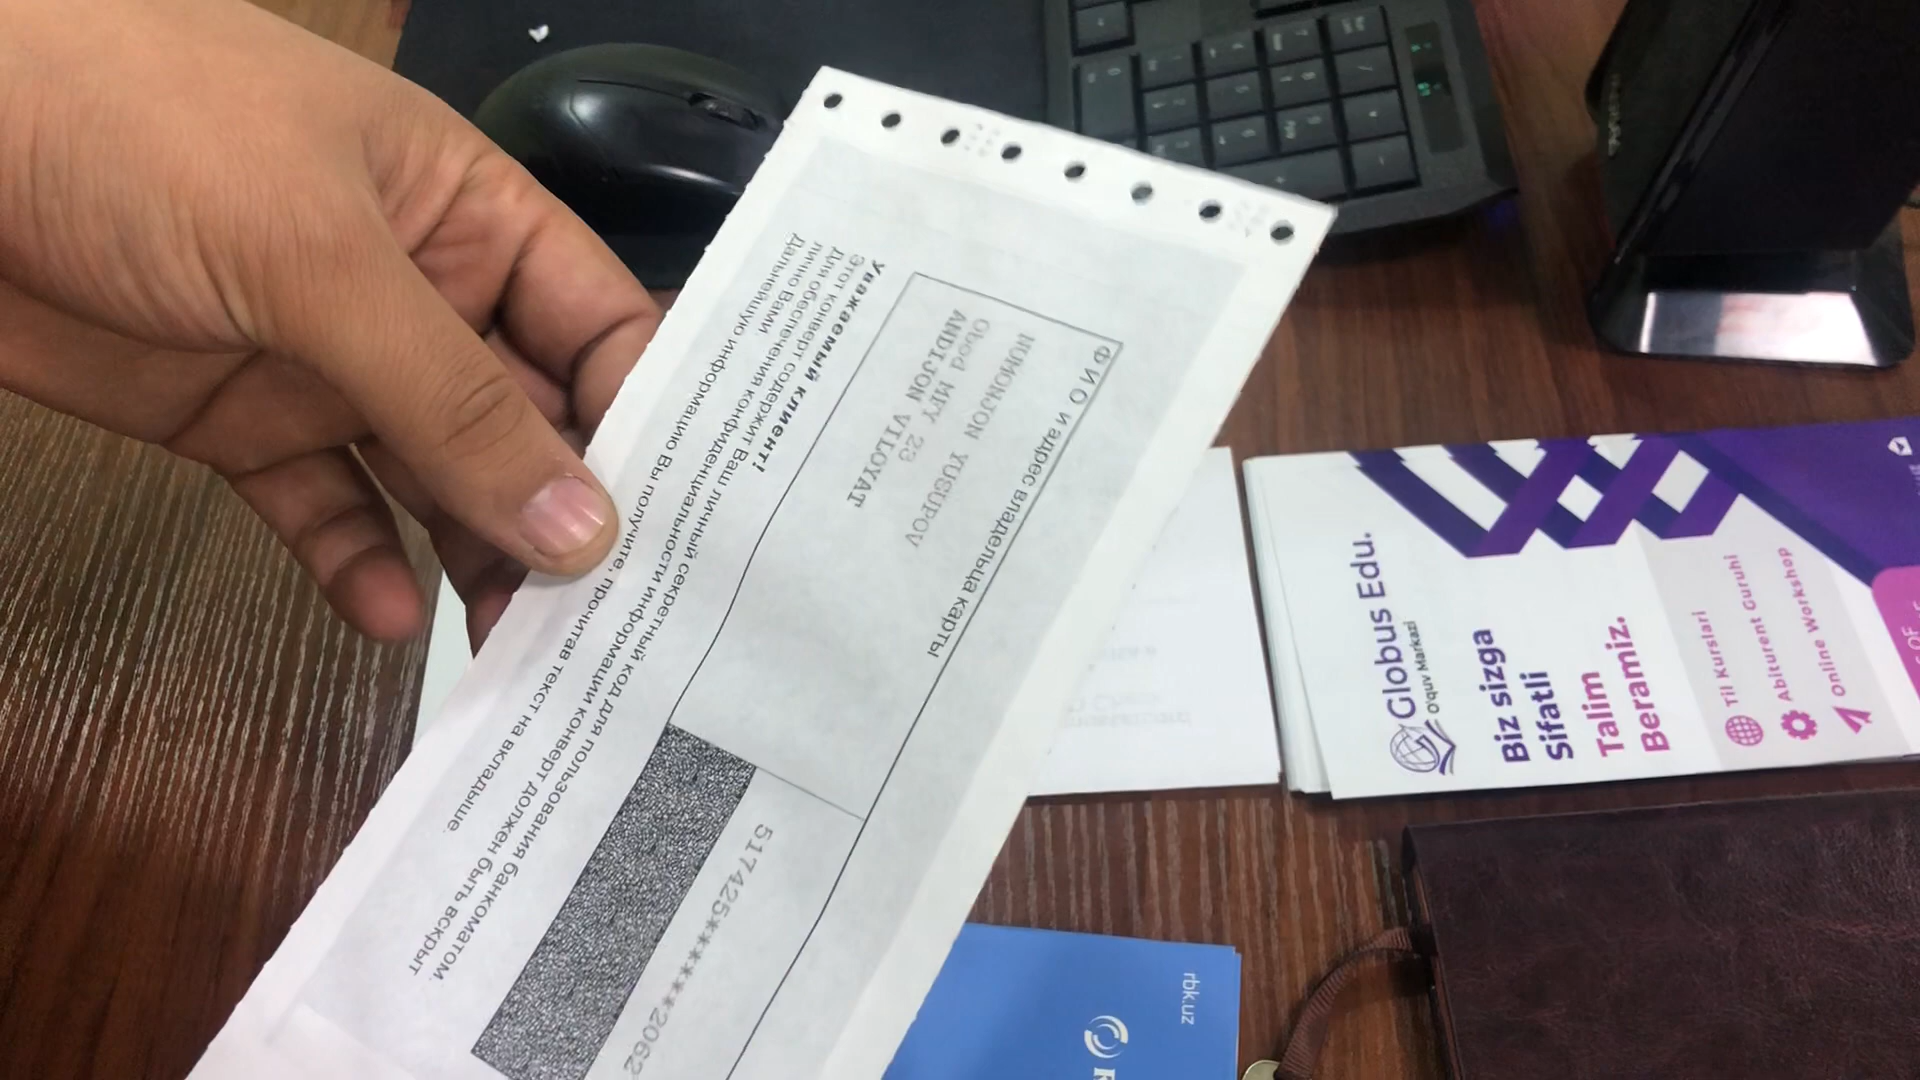 Ф И О и адрес владельца карты
NUMONJON YUSUPOV
Obod MFY 23
ANDIJON VILOYAT
517425******2062
Уважаемый клиент!
Этот конверт содержит Ваш личный секретный код для пользования банкоматом.
Для обеспечения конфиденциальности информации конверт должен быть вскрыт
лично Вами
Дальнейшую информацию Вы получите, прочитав текст на вкладыше.
Globus Edu.
O'quv Markazi
Biz sizga
Sifatli
Talim
Beramiz.
Til Kurslari
Abiturent Guruhi
Online Workshop
rbk.uz